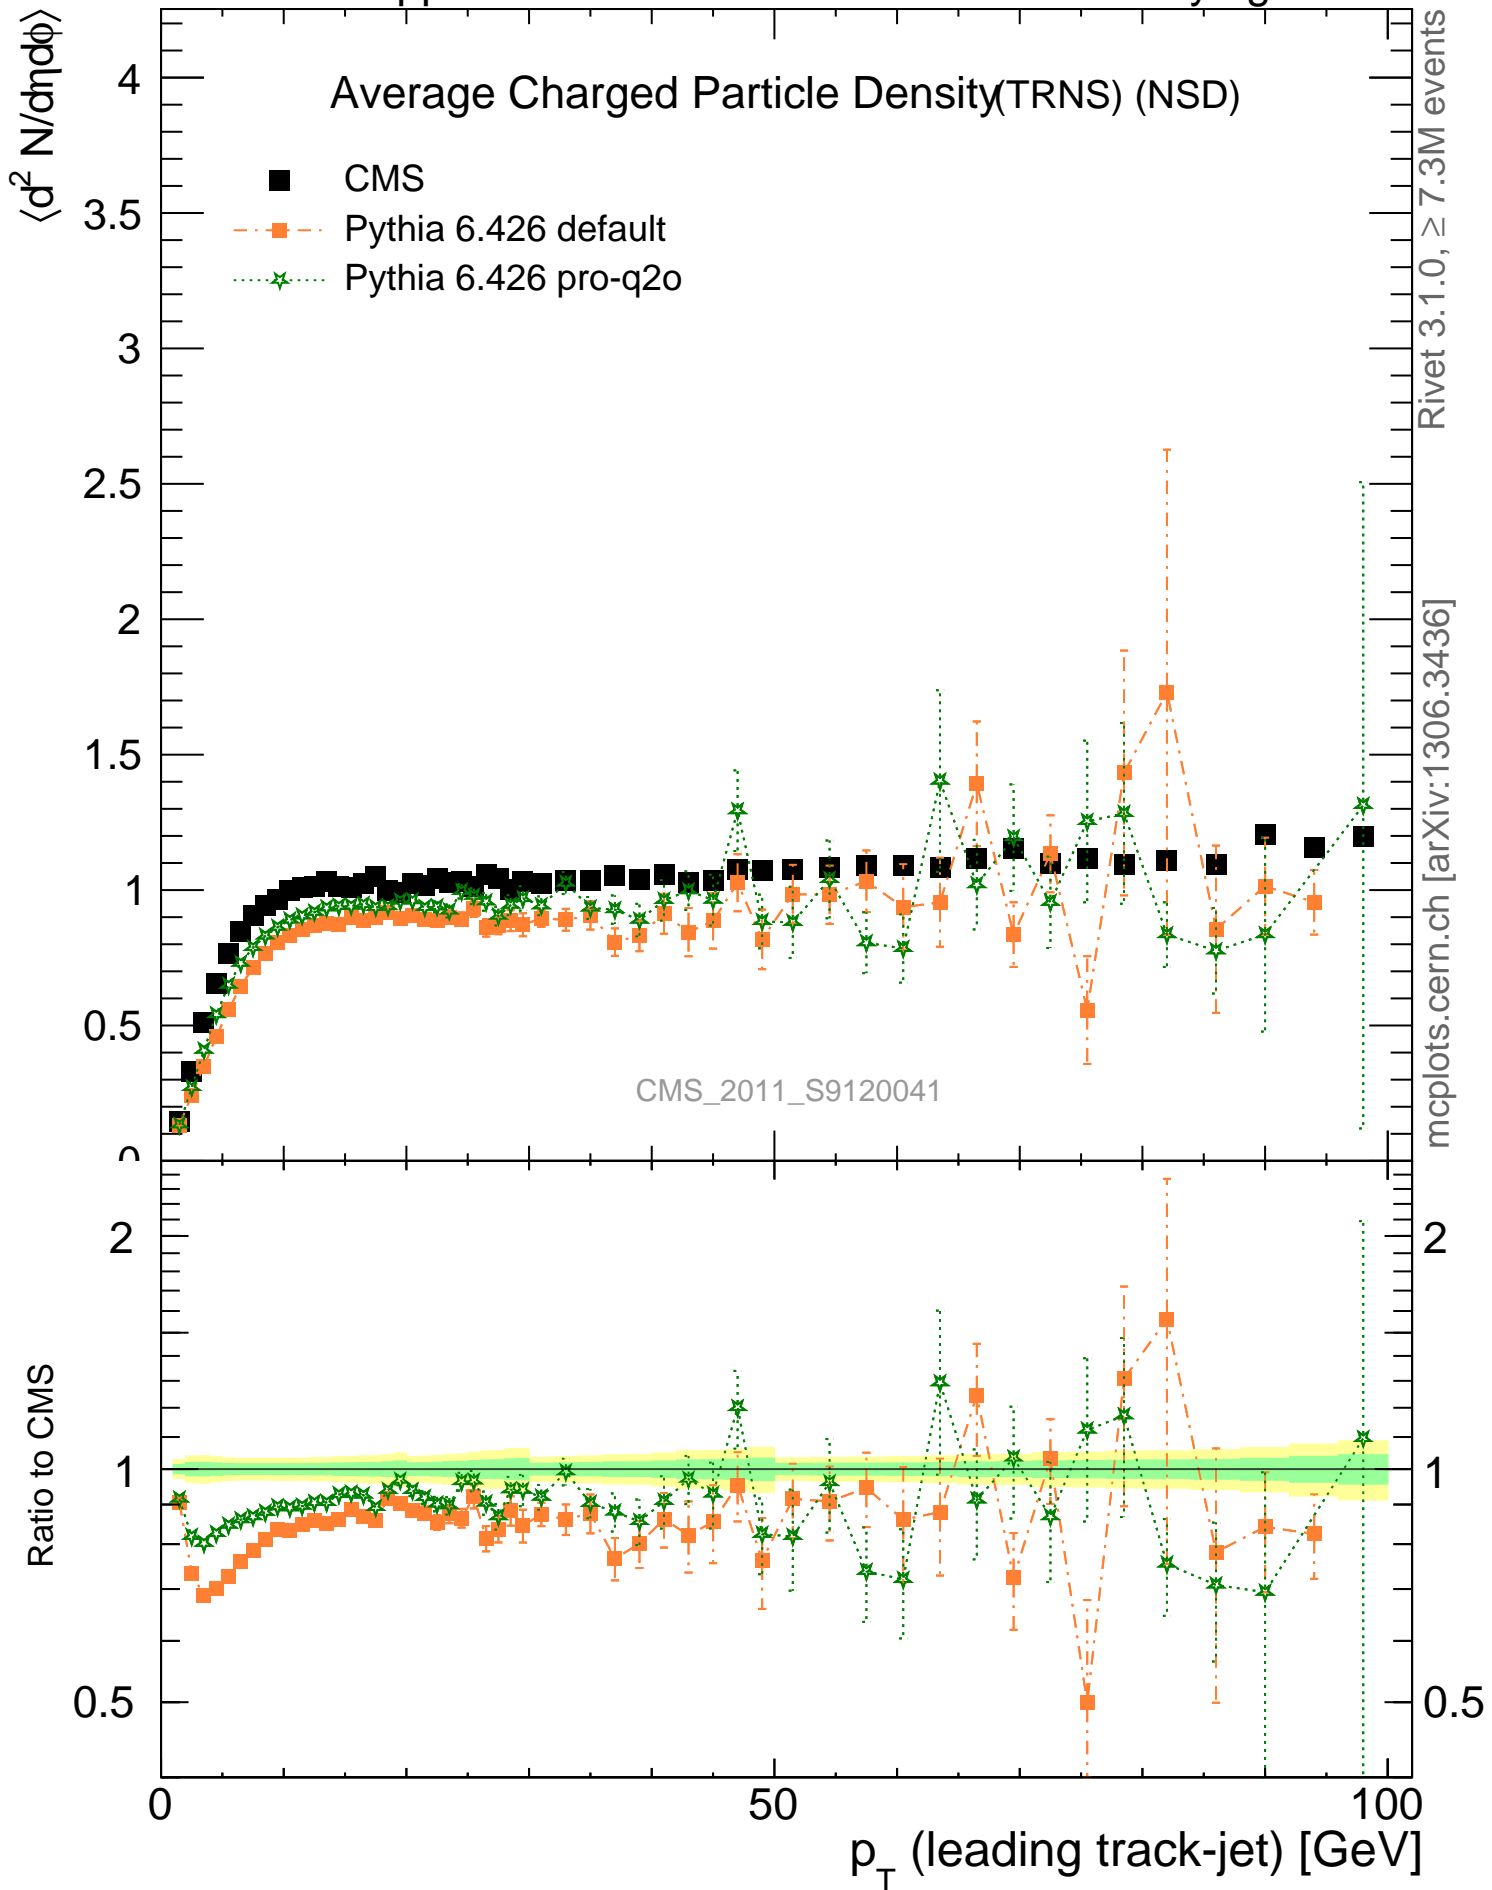 ⟨d² N/dηdϕ⟩
Average Charged Particle Density(TRNS) (NSD)
CMS
Pythia 6.426 default
Pythia 6.426 pro-q2o
4
3.5
3
2.5
2
1.5
1
0.5
0
CMS_2011_S9120041
Rivet 3.1.0, ≥ 7.3M events
mcplots.cern.ch [arXiv:1306.3436]
Ratio to CMS
2
1
0.5
2
1
0.5
0
50
100
p_T (leading track-jet) [GeV]